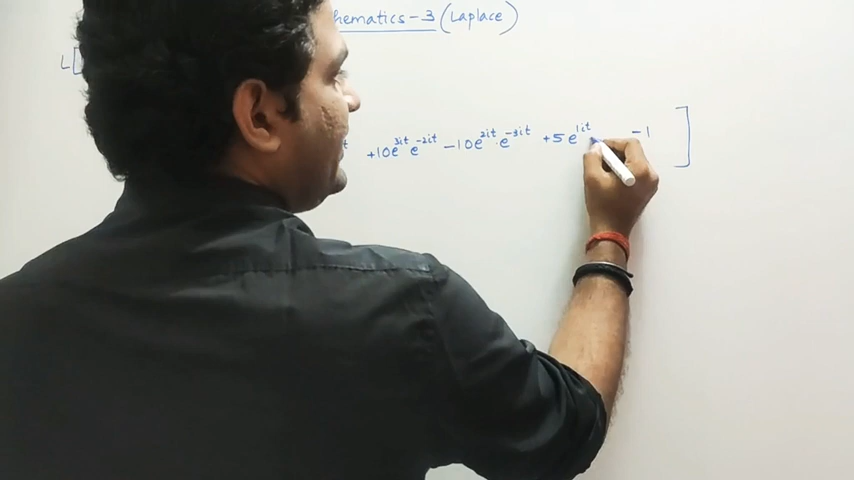 hematics-3 (Laplace)
L[
t +10e^{3it} e^{-2it} -10e^{2it}.e^{-3it} +5e^{1it} -1 ]